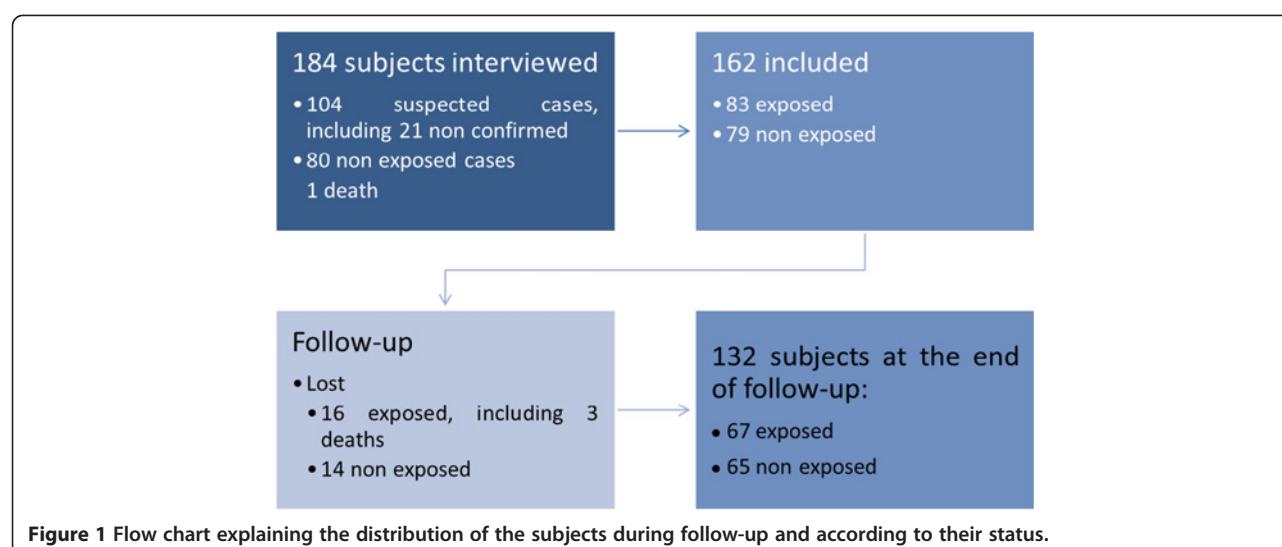 184 subjects interviewed
• 104 suspected cases,
including 21 non confirmed
• 80 non exposed cases
1 death
162 included
• 83 exposed
• 79 non exposed
Follow-up
• Lost
• 16 exposed, including 3
deaths
• 14 non exposed
132 subjects at the end
of follow-up:
• 67 exposed
• 65 non exposed
Figure 1 Flow chart explaining the distribution of the subjects during follow-up and according to their status.